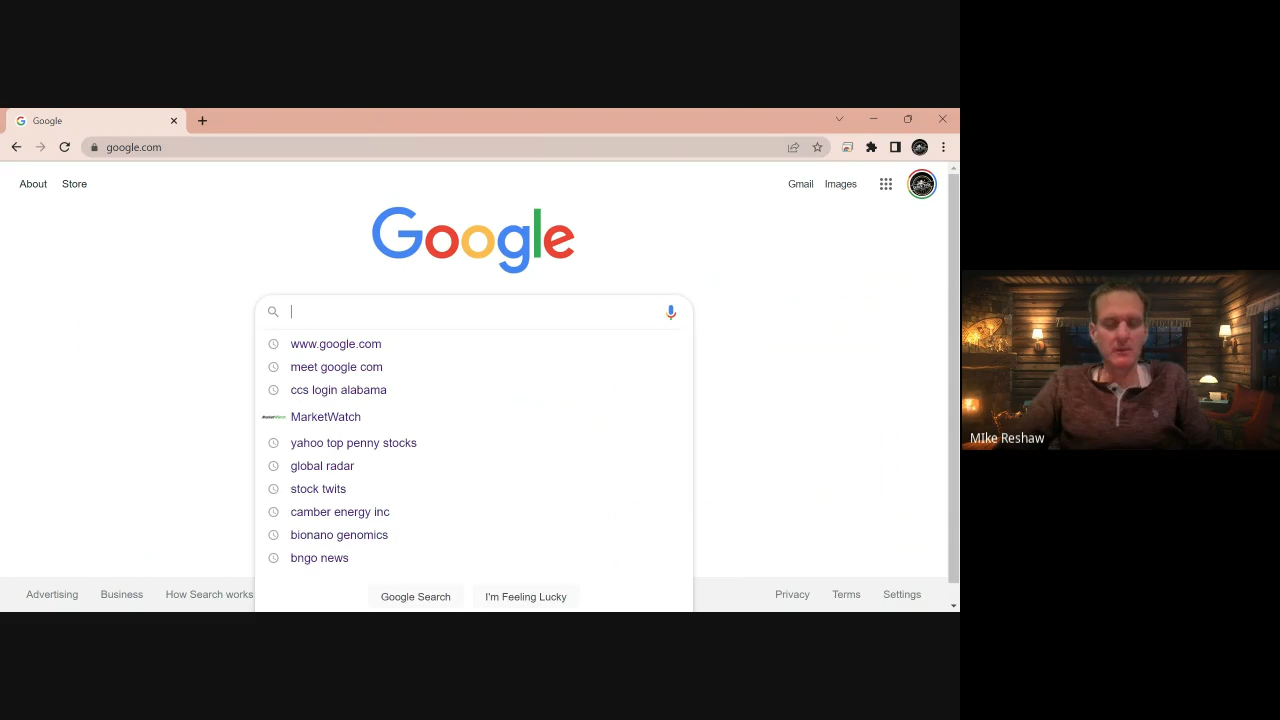 Google
google.com
About Store Gmail Images
Google
www.google.com
meet google com
ccs login alabama
MarketWatch MarketWatch
yahoo top penny stocks
global radar
stock twits
camber energy inc
bionano genomics
bngo news
Google Search I'm Feeling Lucky
Advertising Business How Search works Privacy Terms Settings
MIke Reshaw